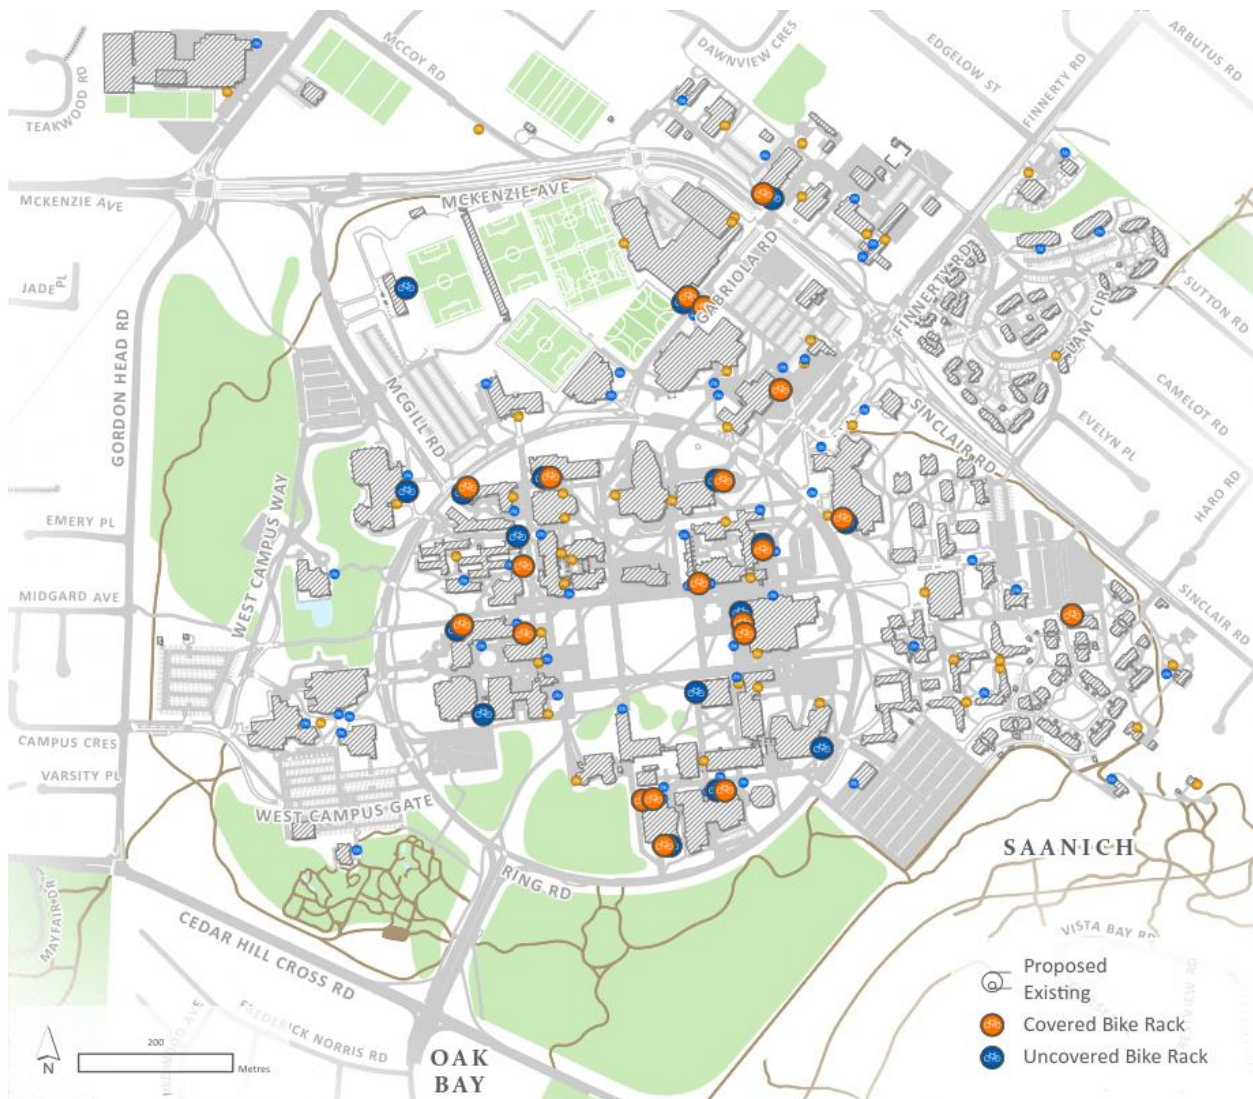 MCCOY RD
DAWNVIEW CRES
EDGELOW ST
FINNERTY RD
ARBUTUS RD
TEAKWOOD RD
MCKENZIE AVE
MCKENZIE AVE
JADE PL
GORDON HEAD RD
GABRIOLA RD
FINNERTY RD
SUTTON RD
LAM CIR
CAMELOT RD
MCGILL RD
SINCLAIR RD
EVELYN PL
HARO RD
WEST CAMPUS WAY
EMERY PL
MIDGARD AVE
SINCLAIR RD
CAMPUS CRES
VARSITY PL
WEST CAMPUS GATE
RING RD
SAANICH
MAYFAIR DR
CEDAR HILL CROSS RD
VISTA BAY RD
FREDERICK NORRIS RD
OAK
BAY
N
200
Metres
Proposed
Existing
Covered Bike Rack
Uncovered Bike Rack